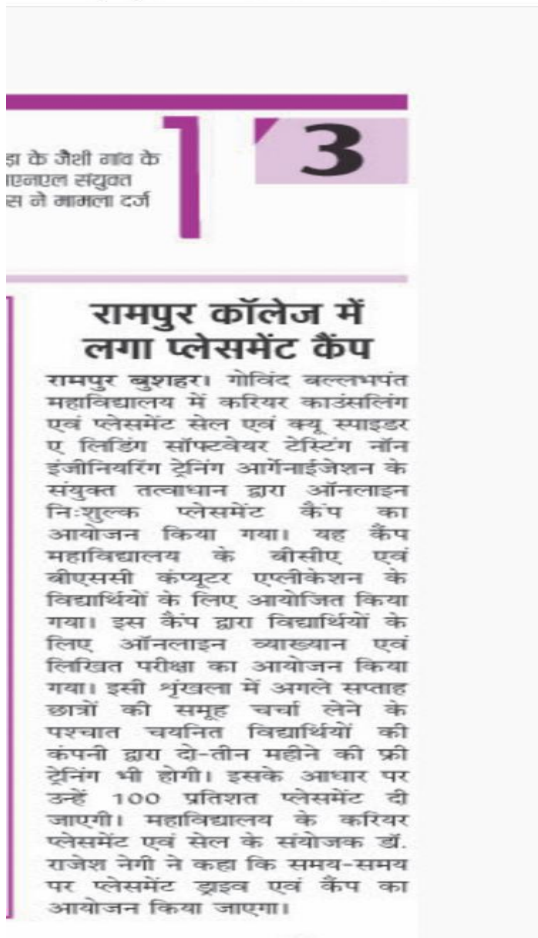 ड़ा के जैशी गांव के
एनएल संयुक्त
स ने मामला दर्ज
3
रामपुर कॉलेज में
लगा प्लेसमेंट कैंप
रामपुर बुशहर। गोविंद बल्लभपंत
महाविद्यालय में करियर काउंसलिंग
एवं प्लेसमेंट सेल एवं क्यू स्पाइडर
ए लिडिंग सॉफ्टवेयर टेस्टिंग नॉन
इंजीनियरिंग ट्रेनिंग आर्गेनाईजेशन के
संयुक्त तत्वाधान द्वारा ऑनलाइन
निःशुल्क प्लेसमेंट कैंप का
आयोजन किया गया। यह कैंप
महाविद्यालय के बीसीए एवं
बीएससी कंप्यूटर एप्लीकेशन के
विद्यार्थियों के लिए आयोजित किया
गया। इस कैंप द्वारा विद्यार्थियों के
लिए ऑनलाइन व्याख्यान एवं
लिखित परीक्षा का आयोजन किया
गया। इसी शृंखला में अगले सप्ताह
छात्रों की समूह चर्चा लेने के
पश्चात चयनित विद्यार्थियों की
कंपनी द्वारा दो-तीन महीने की फ्री
ट्रेनिंग भी होगी। इसके आधार पर
उन्हें 100 प्रतिशत प्लेसमेंट दी
जाएगी। महाविद्यालय के करियर
प्लेसमेंट एवं सेल के संयोजक डॉ.
राजेश नेगी ने कहा कि समय-समय
पर प्लेसमेंट ड्राइव एवं कैंप का
आयोजन किया जाएगा।